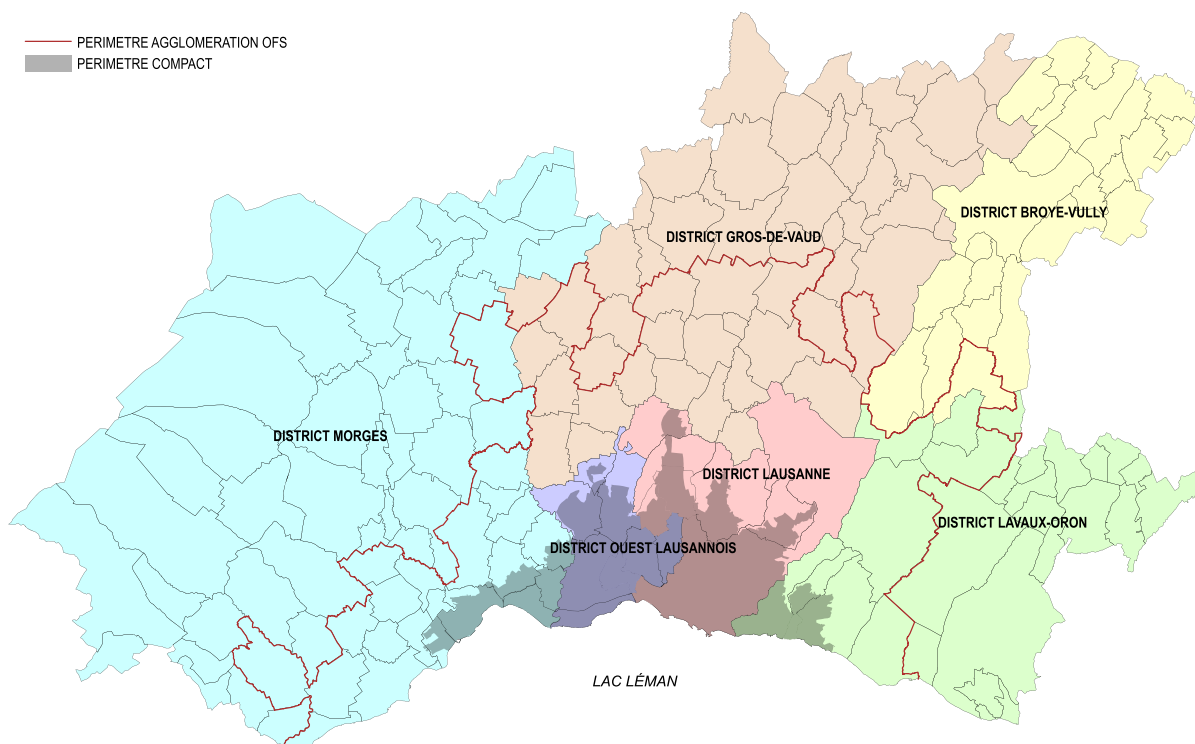 PERIMETRE AGGLOMERATION OFS
PERIMETRE COMPACT
DISTRICT BROYE-VULLY
DISTRICT GROS-DE-VAUD
DISTRICT MORGES
DISTRICT LAUSANNE
DISTRICT LAVAUX-ORON
DISTRICT OUEST LAUSANNOIS
LAC LÉMAN